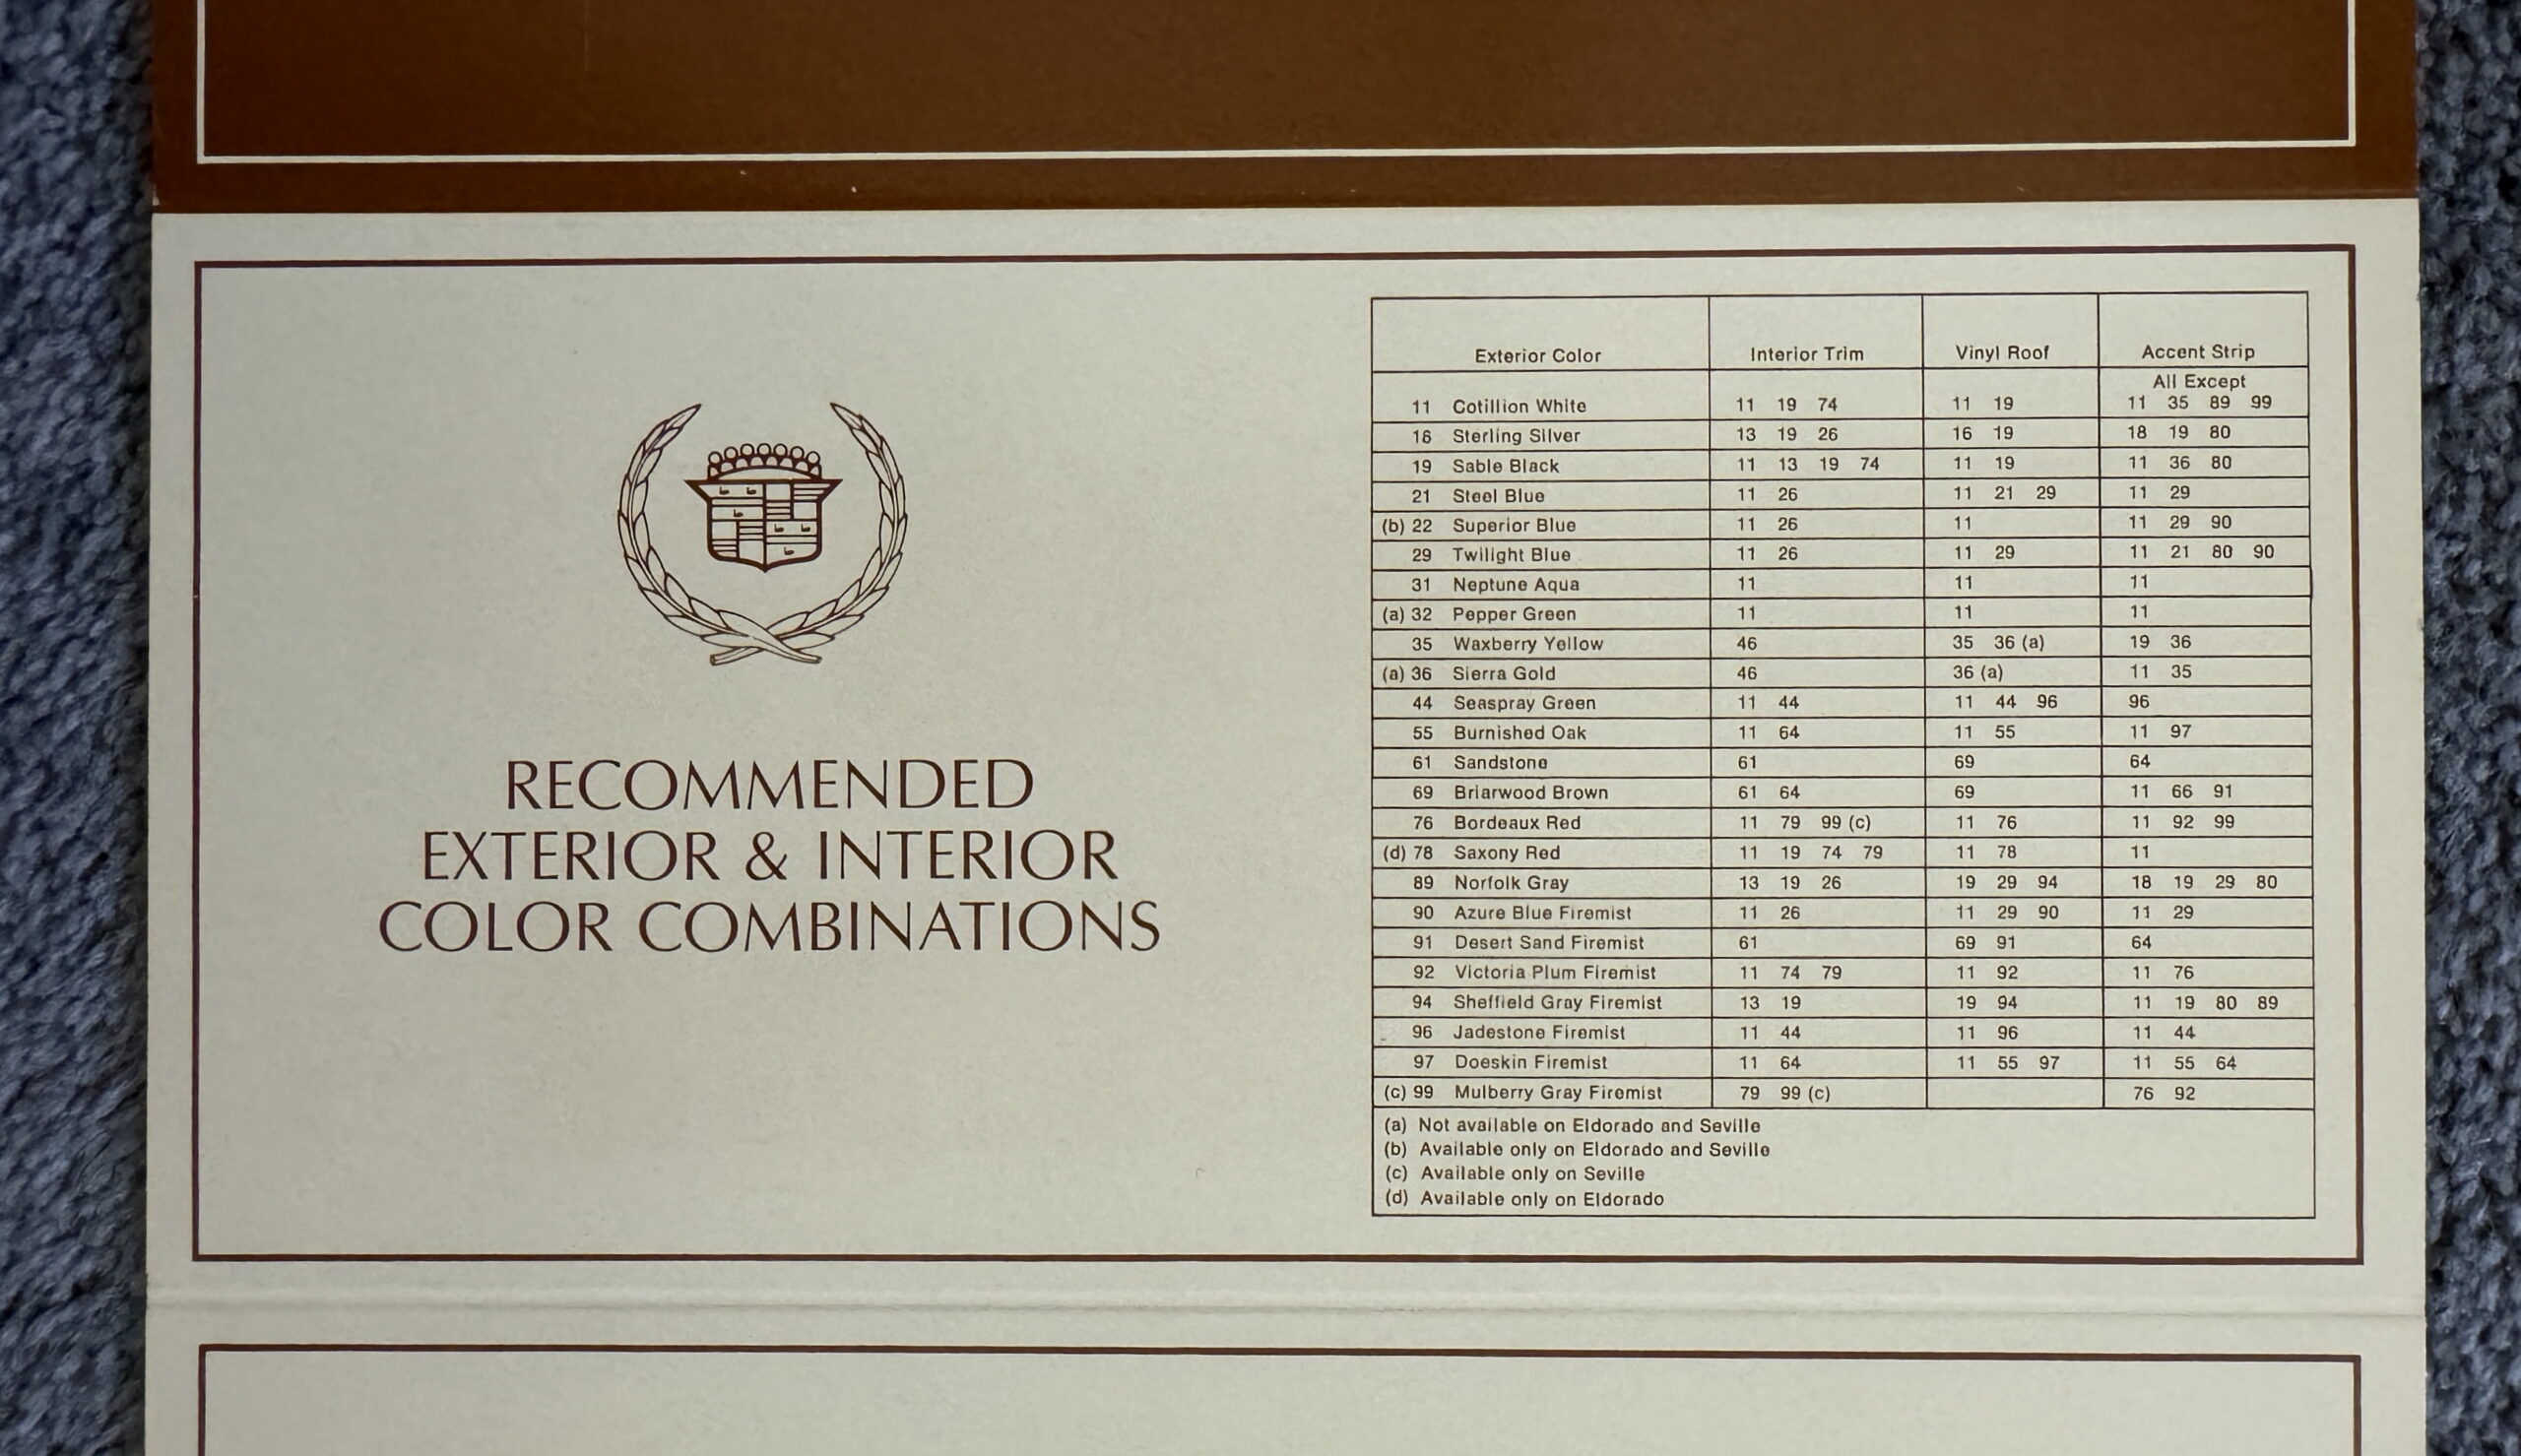 RECOMMENDED
EXTERIOR & INTERIOR
COLOR COMBINATIONS
Exterior Color Interior Trim Vinyl Roof Accent Strip
All Except
11 Cotillion White 11 19 74 11 19 11 35 89 99
16 Sterling Silver 13 19 26 16 19 18 19 80
19 Sable Black 11 13 19 74 11 19 11 36 80
21 Steel Blue 11 26 11 21 29 11 29
(b) 22 Superior Blue 11 26 11 11 29 90
29 Twilight Blue 11 26 11 29 11 21 80 90
31 Neptune Aqua 11 11 11
(a) 32 Pepper Green 11 11 11
35 Waxberry Yellow 46 35 36 (a) 19 36
(a) 36 Sierra Gold 46 36 (a) 11 35
44 Seaspray Green 11 44 11 44 96 96
55 Burnished Oak 11 64 11 55 11 97
61 Sandstone 61 69 64
69 Briarwood Brown 61 64 69 11 66 91
76 Bordeaux Red 11 79 99 (c) 11 76 11 92 99
(d) 78 Saxony Red 11 19 74 79 11 78 11
89 Norfolk Gray 13 19 26 19 29 94 18 19 29 80
90 Azure Blue Firemist 11 26 11 29 90 11 29
91 Desert Sand Firemist 61 69 91 64
92 Victoria Plum Firemist 11 74 79 11 92 11 76
94 Sheffield Gray Firemist 13 19 19 94 11 19 80 89
96 Jadestone Firemist 11 44 11 96 11 44
97 Doeskin Firemist 11 64 11 55 97 11 55 64
(c) 99 Mulberry Gray Firemist 79 99 (c) 76 92
(a) Not available on Eldorado and Seville
(b) Available only on Eldorado and Seville
(c) Available only on Seville
(d) Available only on Eldorado